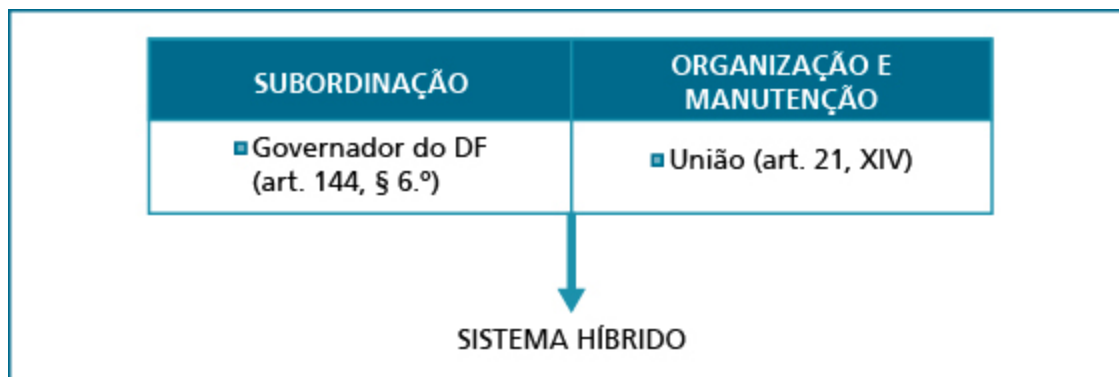 SUBORDINAÇÃO
ORGANIZAÇÃO E
MANUTENÇÃO
Governador do DF
(art. 144, § 6.º)
União (art. 21, XIV)
SISTEMA HÍBRIDO